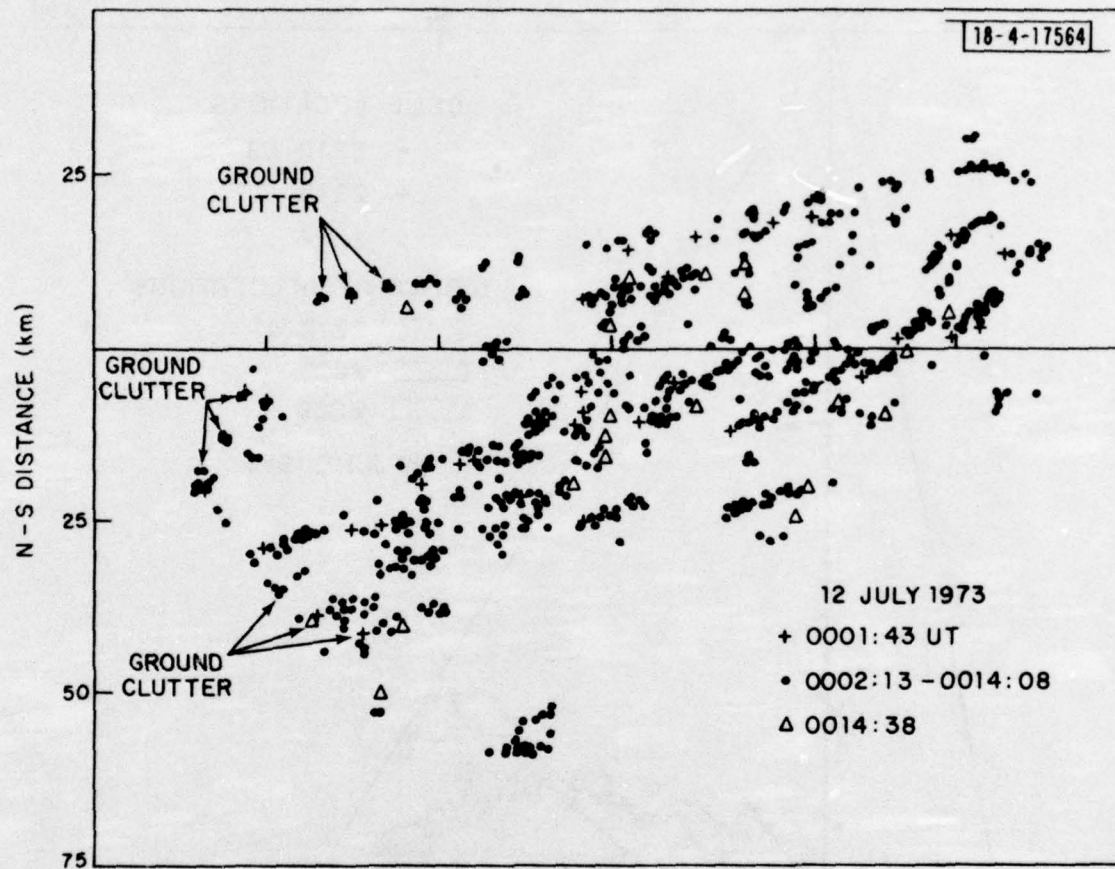 18-4-17564
25
GROUND
CLUTTER
GROUND
CLUTTER
N-S DISTANCE (km)
25
12 JULY 1973
+ 0001:43 UT
• 0002:13-0014:08
Δ 0014:38
GROUND
CLUTTER
50
75